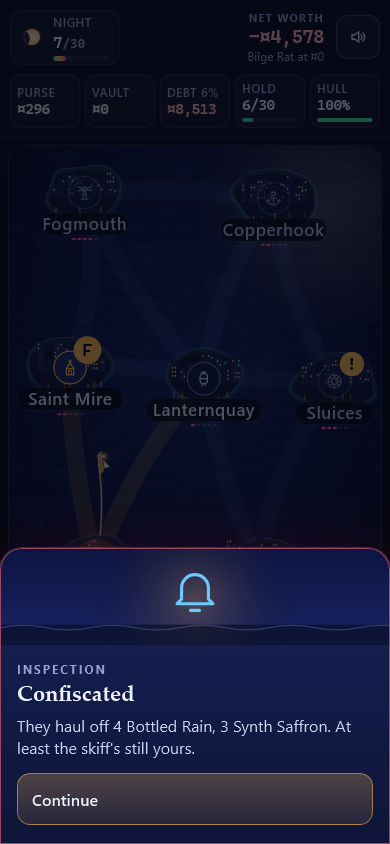 NIGHT
7/30
NET WORTH
−¤4,578
Bilge Rat at ¤0
PURSE
¤296
VAULT
¤0
DEBT 6%
¤8,513
HOLD
6/30
HULL
100%
Fogmouth
Copperhook
F
Saint Mire
Lanternquay
!
Sluices
INSPECTION
Confiscated
They haul off 4 Bottled Rain, 3 Synth Saffron. At
least the skiff's still yours.
Continue